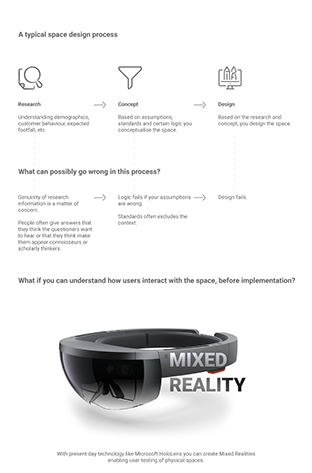 A typical space design process
Research
Understanding demographics,
customer behaviour, expected
footfall, etc
Concept
Based on assumptions,
standards and certain logic you
conceptualise the space.
Design
Based on the research and
concept, you design the space.
What can possibly go wrong in this process?
Genuinity of research
information is a matter of
concern.
People often give answers that
they think the questioners want
to hear or that they think make
them appear connoisseurs or
scholarly thinkers.
Logic fails if your assumptions
are wrong.
Standards often excludes the
context.
Design fails
What if you can understand how users interact with the space, before implementation?
MIXED
REALITY
With present day technology like Microsoft HoloLens you can create Mixed Realities
enabling user testing of physical spaces.